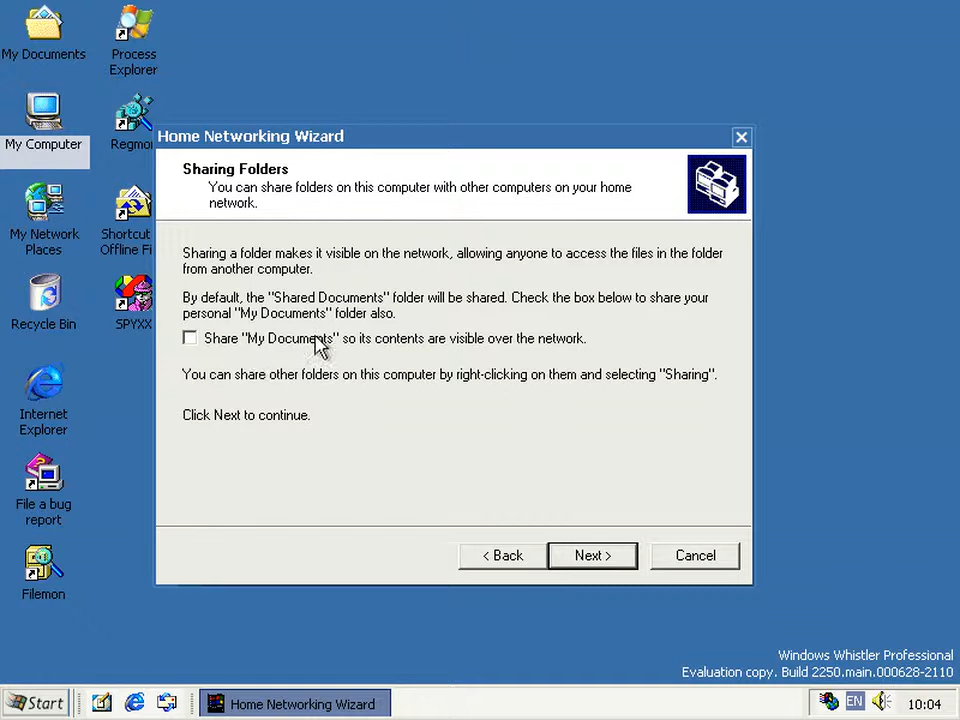 My Documents
Process
Explorer
My Computer
Regmon
My Network
Places
Shortcut
Offline Fi
Recycle Bin
SPYXX
Internet
Explorer
File a bug
report
Filemon
Home Networking Wizard
Sharing Folders
You can share folders on this computer with other computers on your home
network.
Sharing a folder makes it visible on the network, allowing anyone to access the files in the folder
from another computer.
By default, the "Shared Documents" folder will be shared. Check the box below to share your
personal "My Documents" folder also.
Share "My Documents" so its contents are visible over the network.
You can share other folders on this computer by right-clicking on them and selecting "Sharing".
Click Next to continue.
< Back
Next >
Cancel
Windows Whistler Professional
Evaluation copy. Build 2250.main.000628-2110
Start
Home Networking Wizard
EN
10:04